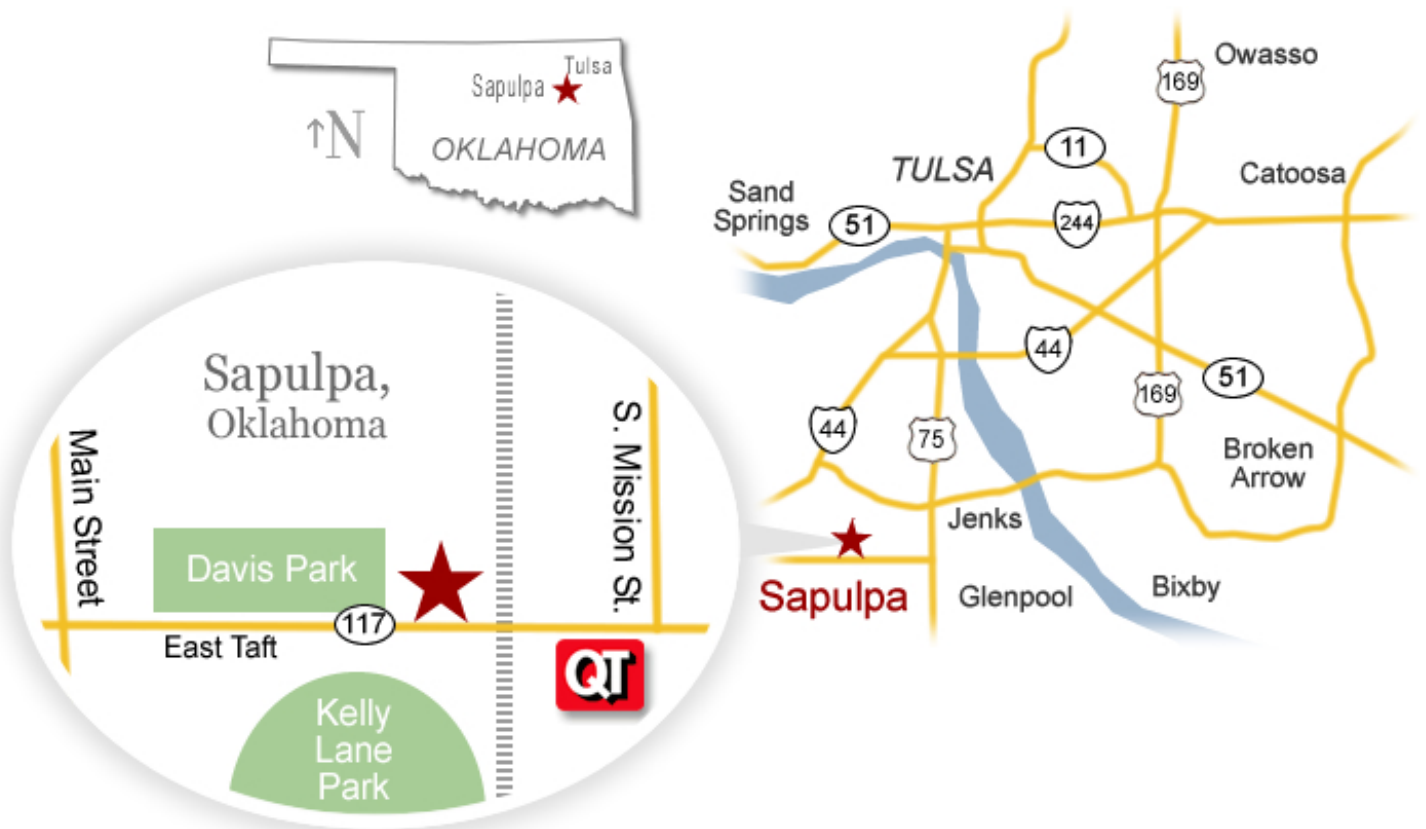 Tulsa
Sapulpa
↑N
OKLAHOMA
Sapulpa,
Oklahoma
Main Street
S. Mission St.
Davis Park
117
East Taft
QT
Kelly
Lane
Park
169
Owasso
11
TULSA
Catoosa
Sand
Springs
51
244
44
51
169
44
75
Broken
Arrow
Jenks
Sapulpa
Glenpool
Bixby